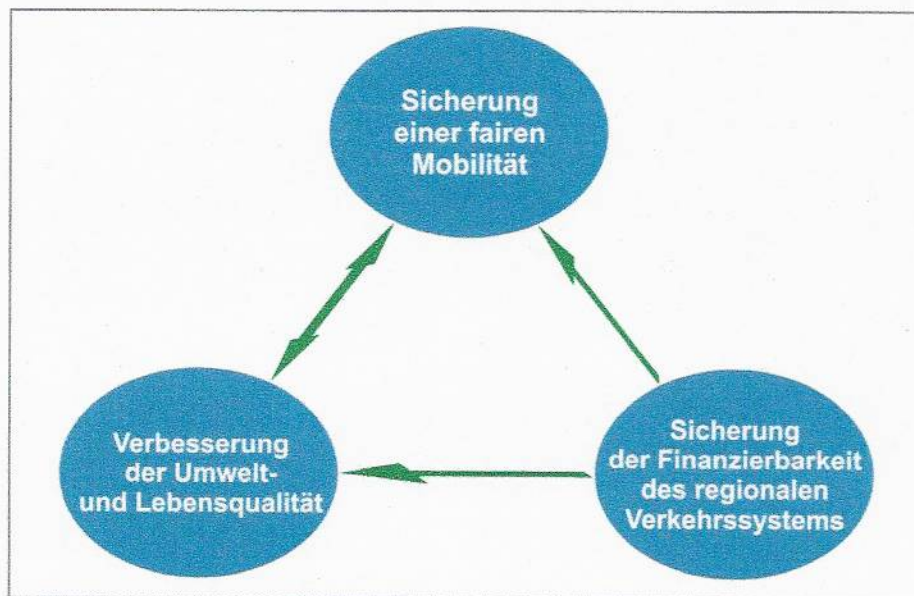 Sicherung
einer fairen
Mobilität
Verbesserung
der Umwelt-
und Lebensqualität
Sicherung
der Finanzierbarkeit
des regionalen
Verkehrssystems